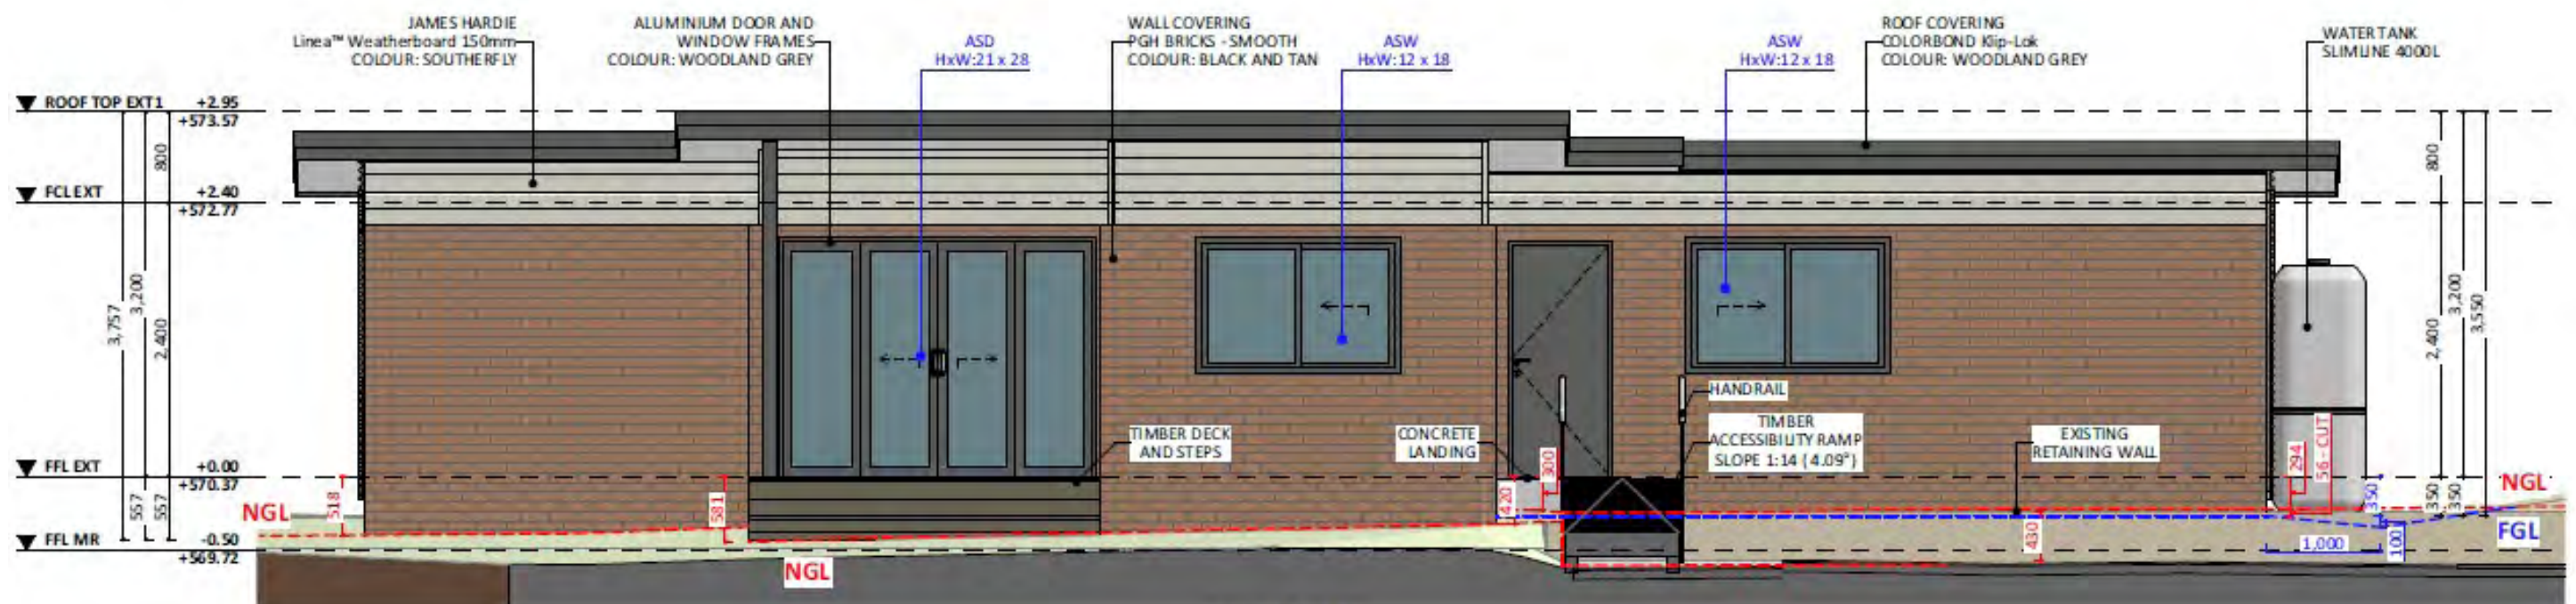 JAMES HARDIE
Linea™ Weatherboard 150mm
COLOUR: SOUTHERFLY
ALUMINIUM DOOR AND
WINDOW FRAMES
COLOUR: WOODLAND GREY
ASD
HxW:21 x 28
WALL COVERING
PGH BRICKS - SMOOTH
COLOUR: BLACK AND TAN
ASW
HxW:12 x 18
ASW
HxW:12 x 18
ROOF COVERING
COLORBOND Klip-Lok
COLOUR: WOODLAND GREY
WATER TANK
SLIMLINE 4000L
ROOF TOP EXT1 +2.95
+573.57
FCL EXT +2.40
+572.77
FFL EXT +0.00
+570.37
FFL MR -0.50
+569.72
3,757
3,200
800
2,400
557
557
518
NGL
581
NGL
TIMBER DECK
AND STEPS
CONCRETE
LANDING
420
300
HANDRAIL
TIMBER
ACCESSIBILITY RAMP
SLOPE 1:14 (4.09°)
EXISTING
RETAINING WALL
430
294
56-CUT
350
1,000
100
800
2,400
3,200
3,550
350
350
NGL
FGL